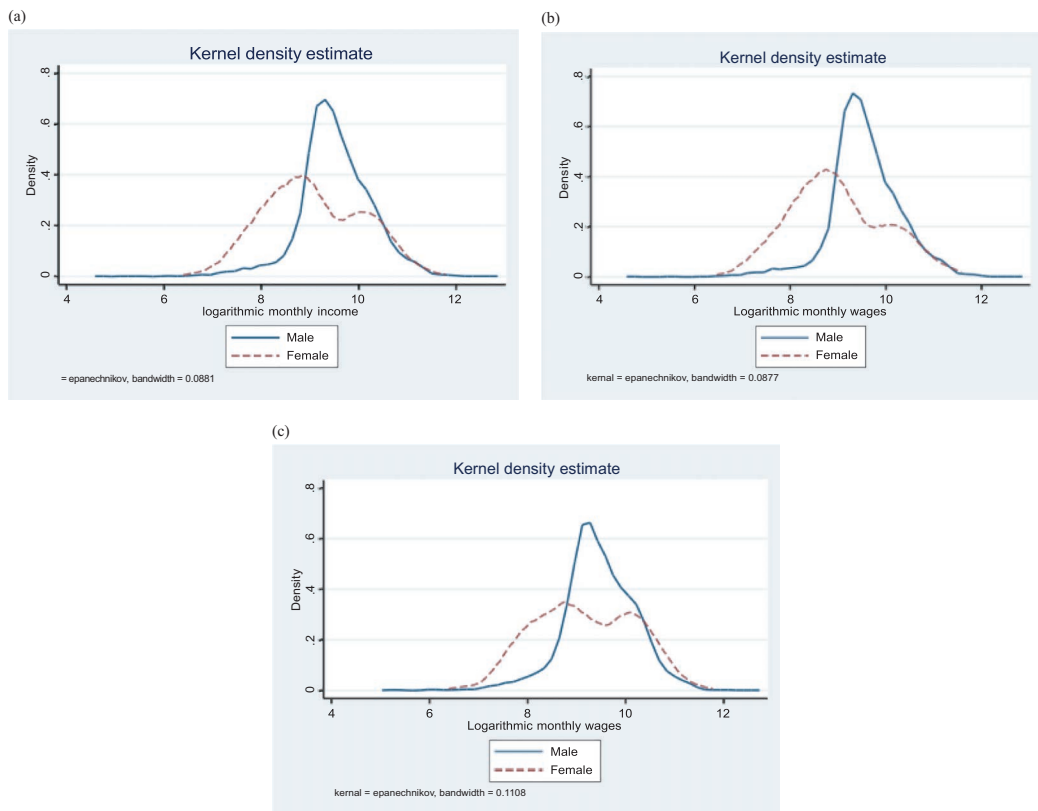 (a)
Kernel density estimate
.8
.6
.4
.2
0
Density
4 6 8 10 12
logarithmic monthly income
Male
Female
= epanechnikov, bandwidth = 0.0881
(b)
Kernel density estimate
.8
.6
.4
.2
0
Density
4 6 8 10 12
Logarithmic monthly wages
Male
Female
kernal = epanechnikov, bandwidth = 0.0877
(c)
Kernel density estimate
.8
.6
.4
.2
0
Density
4 6 8 10 12
Logarithmic monthly wages
Male
Female
kernal = epanechnikov, bandwidth = 0.1108